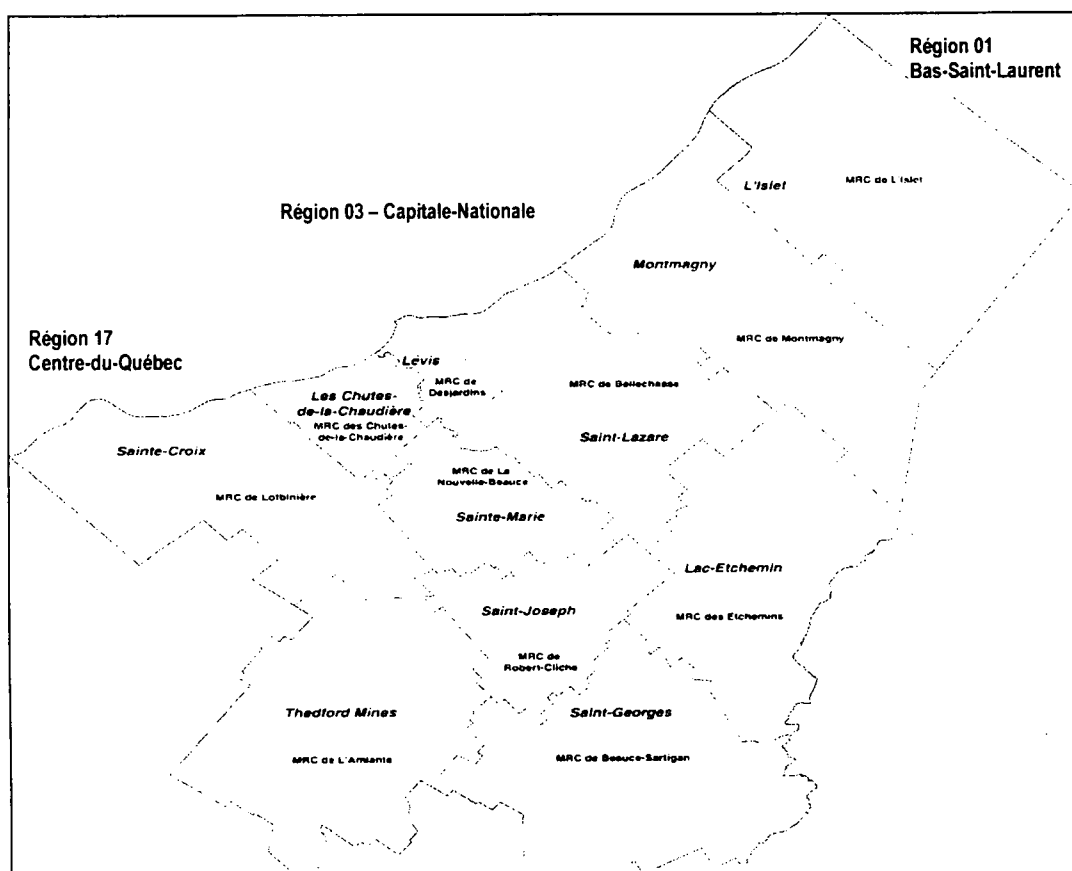 Région 01
Bas-Saint-Laurent
L'Islet
MRC de L'Islet
Région 03 – Capitale-Nationale
Montmagny
Région 17
Centre-du-Québec
MRC de Montmagny
Lévis
MRC de
Desjardins
MRC de Bellechasse
Les Chutes-
de-la-Chaudière
MRC des Chutes-
de-la-Chaudière
Saint-Lazare
Sainte-Croix
MRC de La
Nouvelle-Beauce
MRC de Lotbinière
Sainte-Marie
Lac-Etchemin
Saint-Joseph
MRC des Etchemins
MRC de
Robert-Cliche
Thedford Mines
Saint-Georges
MRC de L'Amiante
MRC de Beauce-Sartigan